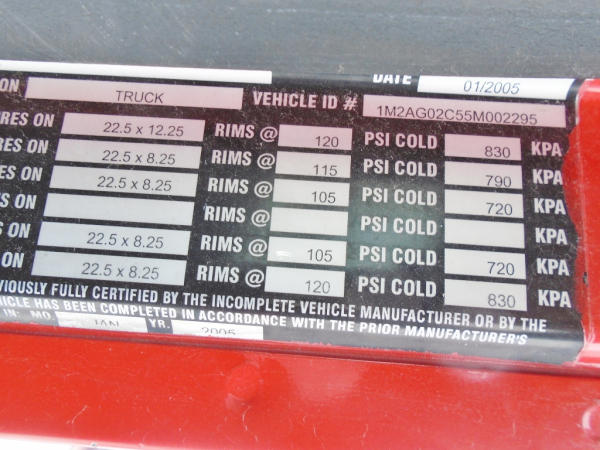 DATE 01/2005
ON TRUCK VEHICLE ID # 1M2AG02C55M002295
RES ON 22.5 x 12.25 RIMS @ 120 PSI COLD 830 KPA
ES ON 22.5 x 8.25 RIMS @ 115 PSI COLD 790 KPA
ES ON 22.5 x 8.25 RIMS @ 105 PSI COLD 720 KPA
S ON RIMS @ PSI COLD KPA
ON 22.5 x 8.25 RIMS @ 105 PSI COLD 720 KPA
ON 22.5 x 8.25 RIMS @ 120 PSI COLD 830 KPA
VIOUSLY FULLY CERTIFIED BY THE INCOMPLETE VEHICLE MANUFACTURER OR BY THE
HICLE HAS BEEN COMPLETED IN ACCORDANCE WITH THE PRIOR MANUFACTURER'S
IN: MO. JAN YR. 2005